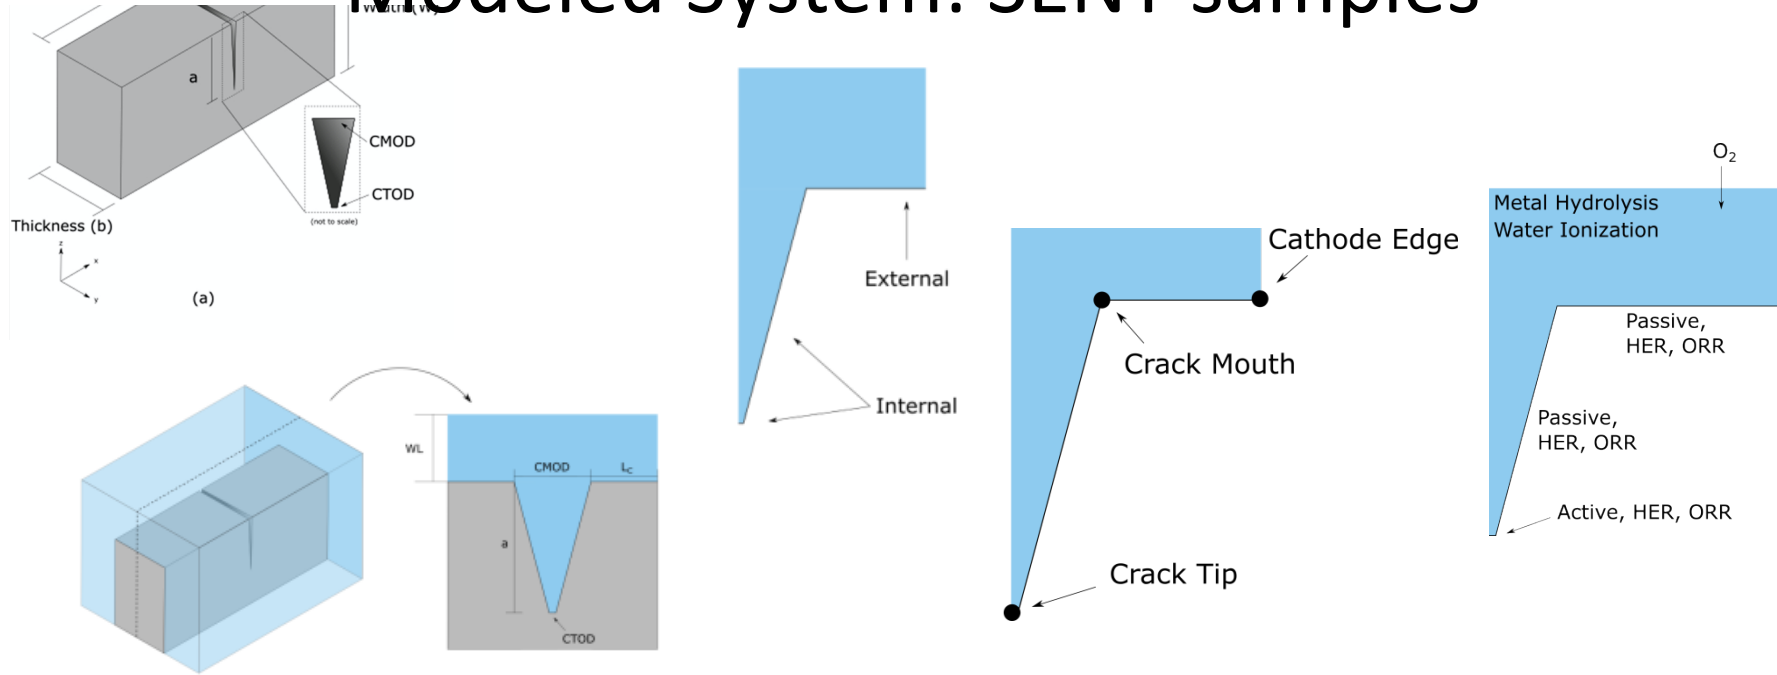 Modeled System: SENT samples
Width (W)
a
CMOD
CTOD
(not to scale)
Thickness (b)
z
x
y
(a)
WL
CMOD
Lc
a
CTOD
External
Internal
Cathode Edge
Crack Mouth
Crack Tip
O2
Metal Hydrolysis
Water Ionization
Passive,
HER, ORR
Passive,
HER, ORR
Active, HER, ORR